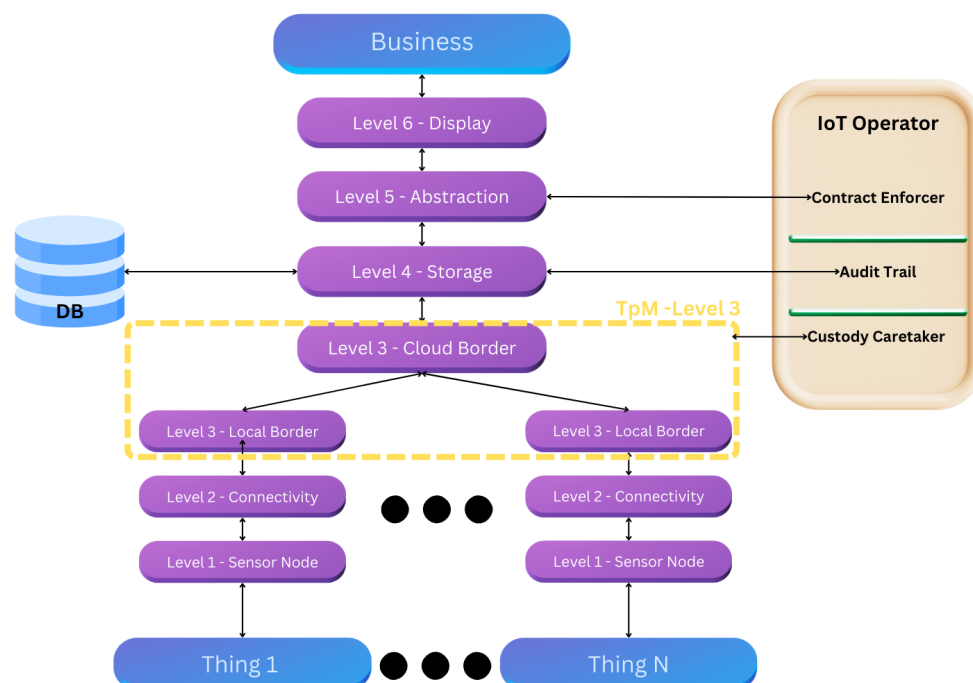 Business
Level 6 - Display
IoT Operator
Level 5 - Abstraction
Contract Enforcer
Level 4 - Storage
Audit Trail
DB
TpM -Level 3
Level 3 - Cloud Border
Custody Caretaker
Level 3 - Local Border
Level 3 - Local Border
Level 2 - Connectivity
Level 2 - Connectivity
Level 1 - Sensor Node
Level 1 - Sensor Node
Thing 1
Thing N